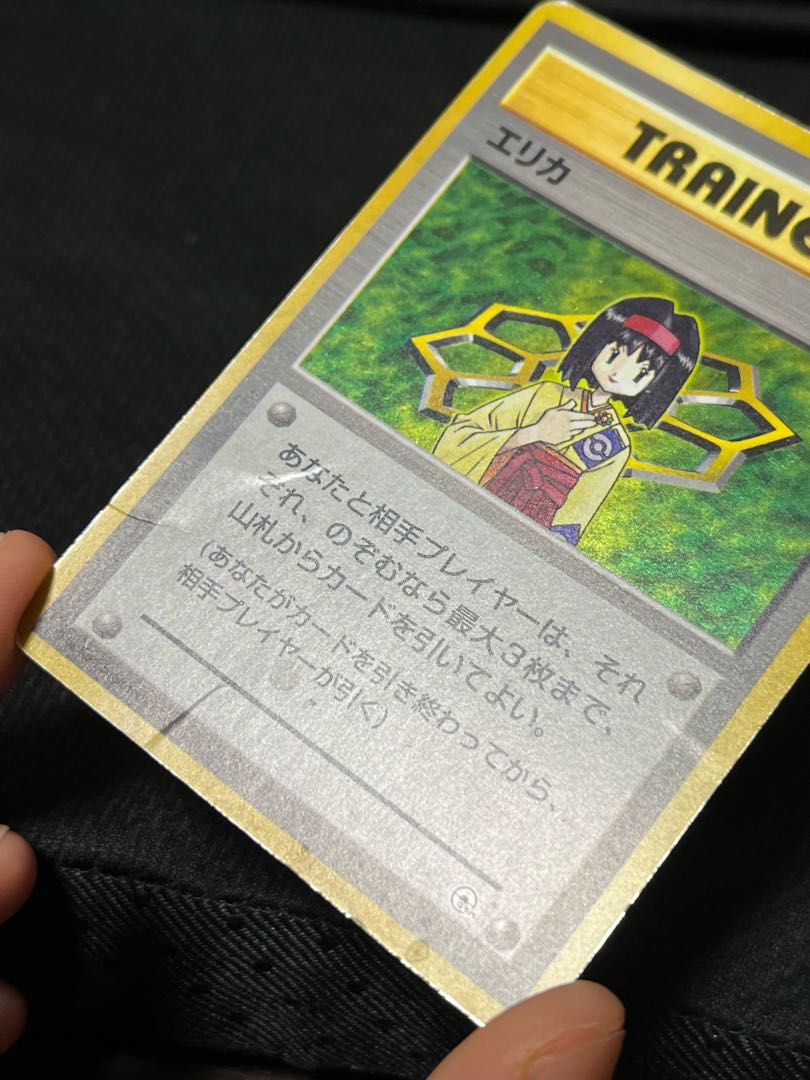 TRAINE
エリカ
あなたと相手プレイヤーは、それ
ぞれ、のぞむなら最大3枚まで、
山札からカードを引いてよい。
(あなたがカードを引き終わってから、
相手プレイヤーが引く)